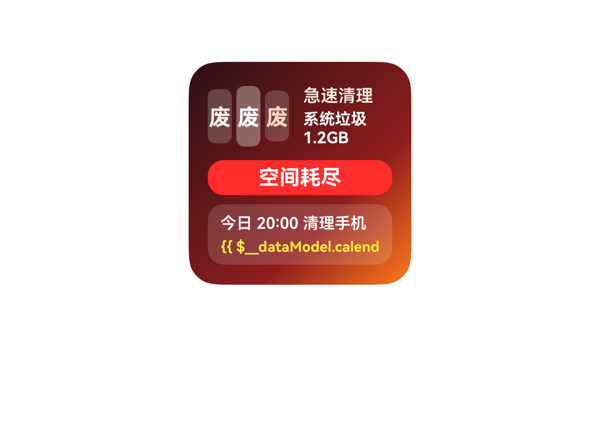 废 废 废
急速清理
系统垃圾
1.2GB
空间耗尽
今日 20:00 清理手机
{{ $__dataModel.calend